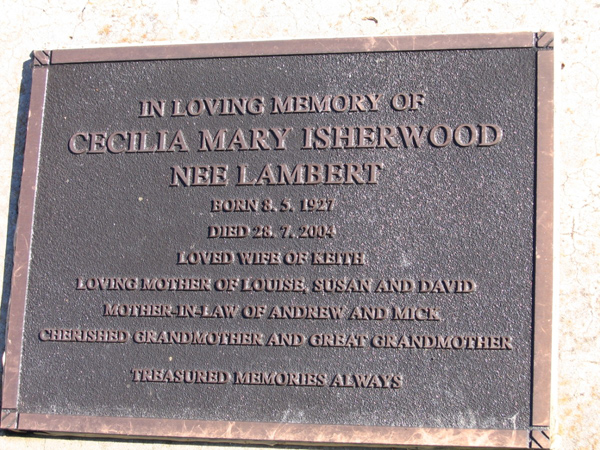 IN LOVING MEMORY OF
CECILIA MARY ISHERWOOD
NEE LAMBERT
BORN 8. 5. 1927
DIED 28. 7. 2004
LOVED WIFE OF KEITH
LOVING MOTHER OF LOUISE, SUSAN AND DAVID
MOTHER-IN-LAW OF ANDREW AND MICK
CHERISHED GRANDMOTHER AND GREAT GRANDMOTHER
TREASURED MEMORIES ALWAYS